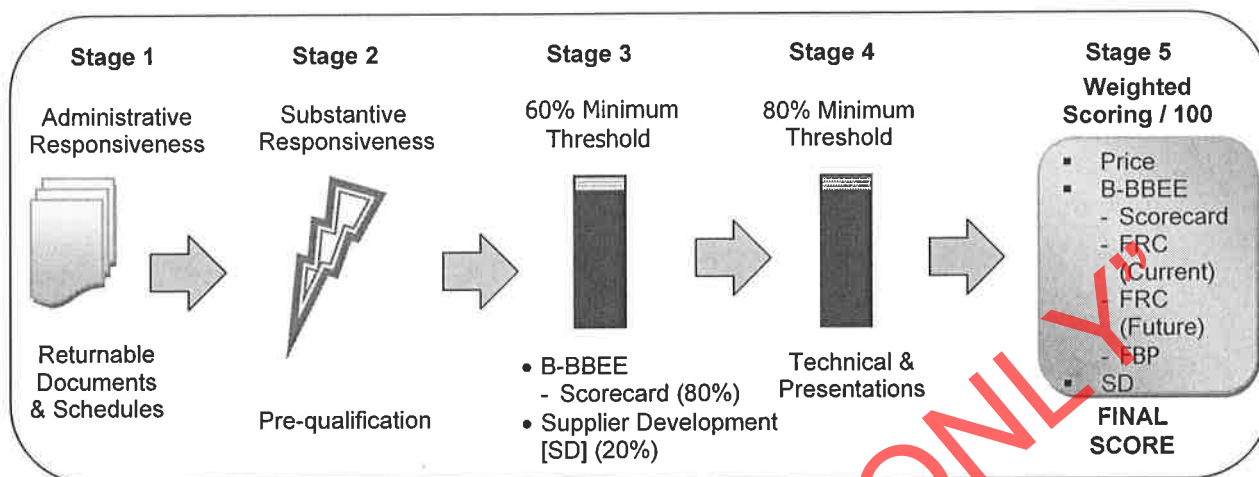 Stage 1
Administrative
Responsiveness
Returnable
Documents
& Schedules
Stage 2
Substantive
Responsiveness
Pre-qualification
Stage 3
60% Minimum
Threshold
• B-BBEE
- Scorecard (80%)
• Supplier Development
[SD] (20%)
Stage 4
80% Minimum
Threshold
Technical &
Presentations
Stage 5
Weighted
Scoring / 100
▪ Price
▪ B-BBEE
- Scorecard
- FRC
(Current)
- FRC
(Future)
- FBP
▪ SD
FINAL
SCORE
ONLY”